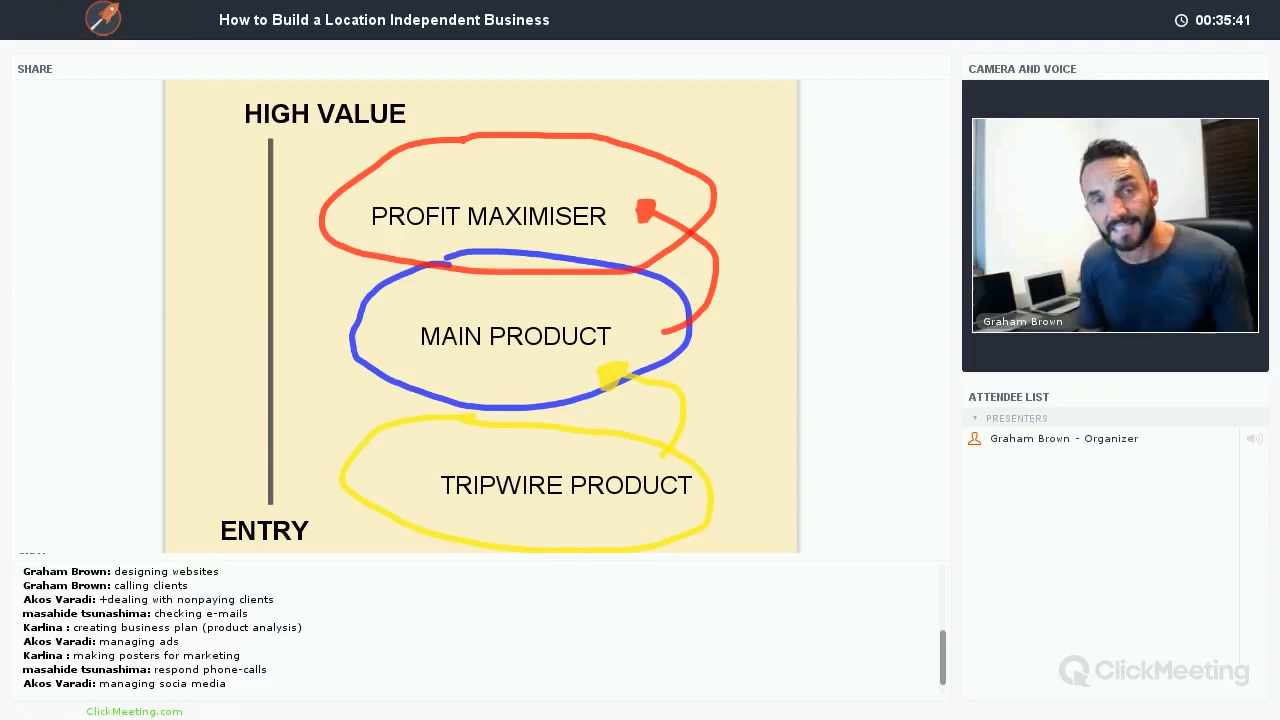 How to Build a Location Independent Business
00:35:41
SHARE
HIGH VALUE
PROFIT MAXIMISER
MAIN PRODUCT
TRIPWIRE PRODUCT
ENTRY
Graham Brown: designing websites
Graham Brown: calling clients
Akos Varadi: +dealing with nonpaying clients
masahide tsunashima: checking e-mails
Karlina : creating business plan (product analysis)
Akos Varadi: managing ads
Karlina : making posters for marketing
masahide tsunashima: respond phone-calls
Akos Varadi: managing socia media
ClickMeeting.com
CAMERA AND VOICE
Graham Brown
ATTENDEE LIST
PRESENTERS
Graham Brown - Organizer
ClickMeeting